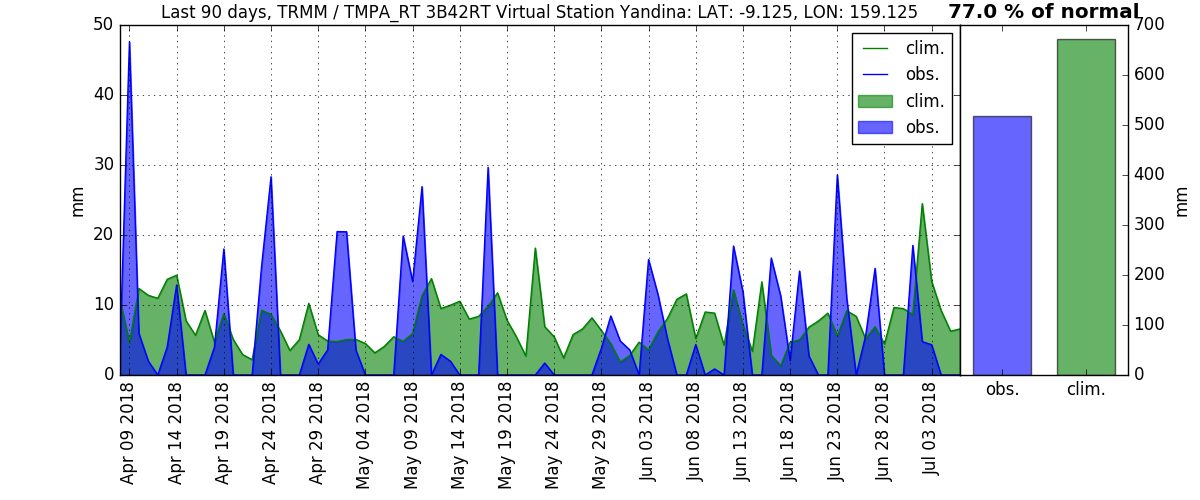 Last 90 days, TRMM / TMPA_RT 3B42RT Virtual Station Yandina: LAT: -9.125, LON: 159.125
77.0 % of normal
50
40
30
20
10
0
mm
clim.
obs.
clim.
obs.
700
600
500
400
300
200
100
0
mm
obs.
clim.
Apr 09 2018
Apr 14 2018
Apr 19 2018
Apr 24 2018
Apr 29 2018
May 04 2018
May 09 2018
May 14 2018
May 19 2018
May 24 2018
May 29 2018
Jun 03 2018
Jun 08 2018
Jun 13 2018
Jun 18 2018
Jun 23 2018
Jun 28 2018
Jul 03 2018